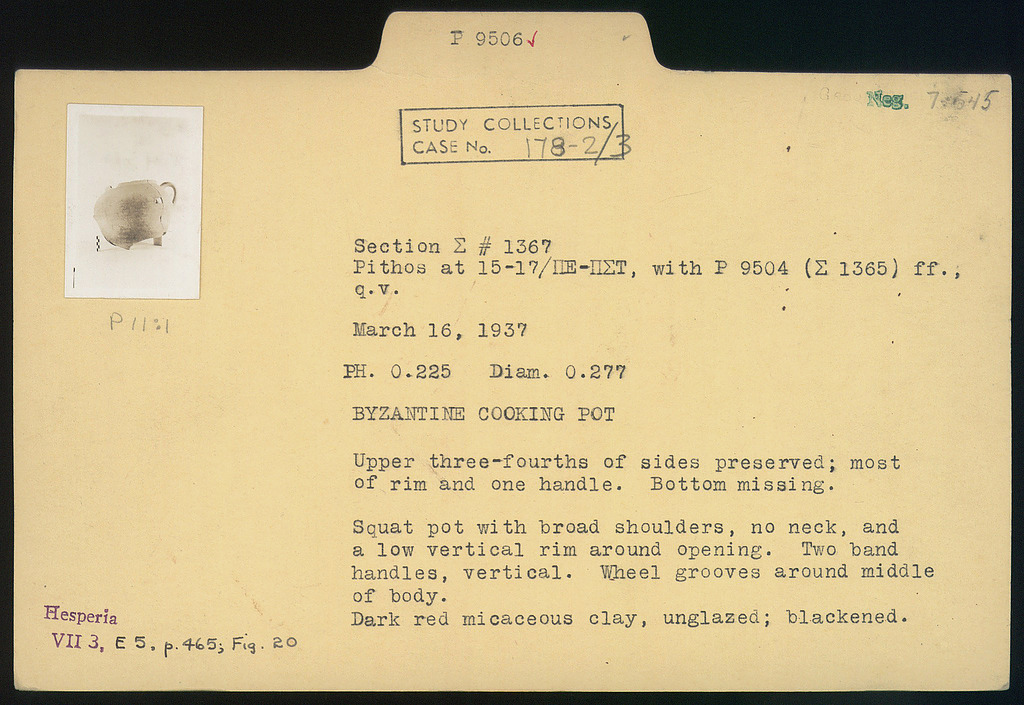 P 9506✓
Neg. 7-545
STUDY COLLECTIONS
CASE No. 178-2/3
Section Σ # 1367
Pithos at 15-17/ΠΕ-ΠΣΤ, with P 9504 (Σ 1365) ff.,
q.v.
P 11:1
March 16, 1937
PH. 0.225 Diam. 0.277
BYZANTINE COOKING POT
Upper three-fourths of sides preserved; most
of rim and one handle. Bottom missing.
Squat pot with broad shoulders, no neck, and
a low vertical rim around opening. Two band
handles, vertical. Wheel grooves around middle
of body.
Dark red micaceous clay, unglazed; blackened.
Hesperia
VII 3, E 5, p. 465; Fig. 20